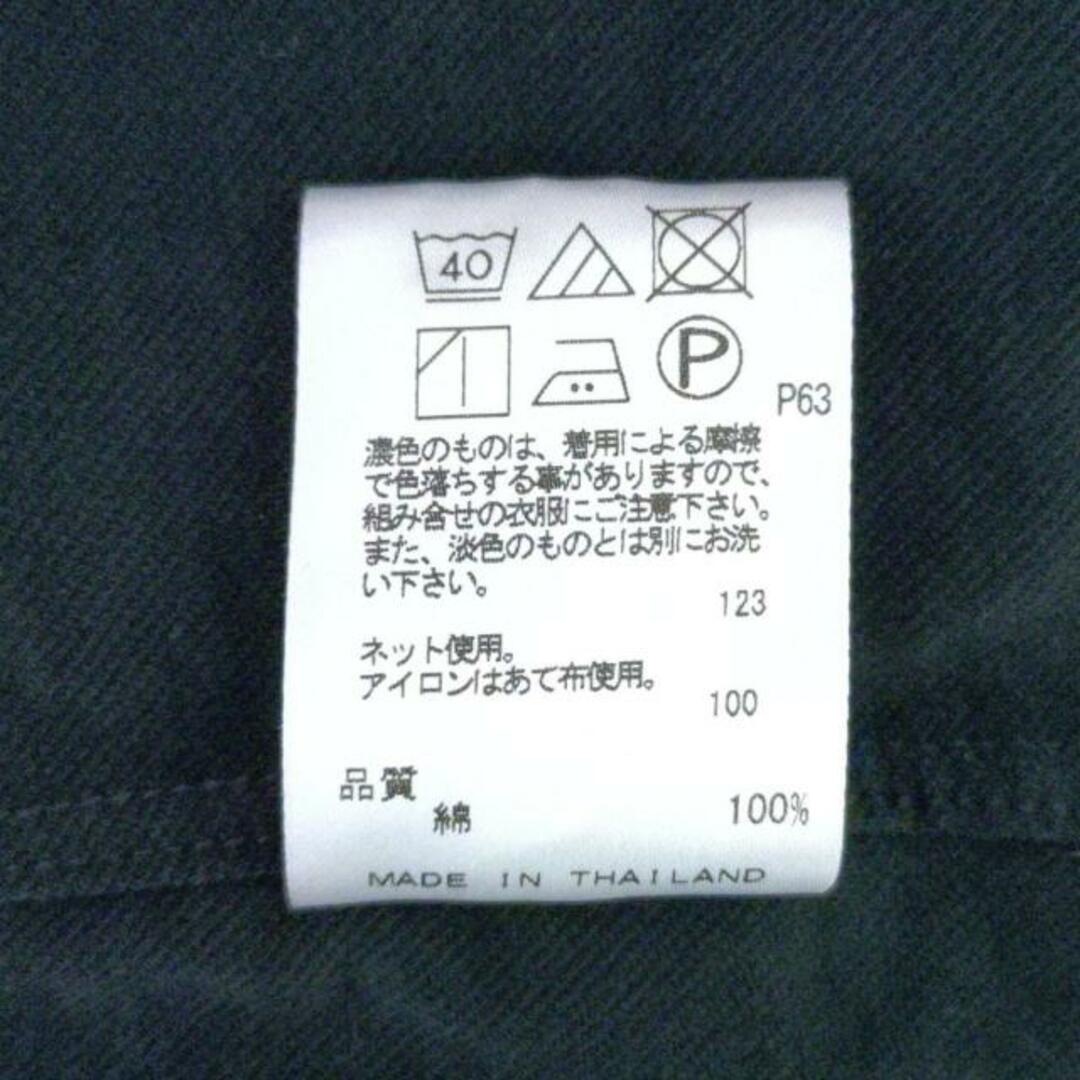 40
P
P63
濃色のものは、着用による摩擦
で色落ちする事がありますので、
組み合せの衣服にご注意下さい。
また、淡色のものとは別にお洗
い下さい。
123
ネット使用。
アイロンはあて布使用。
100
品質
綿 100%
MADE IN THAILAND